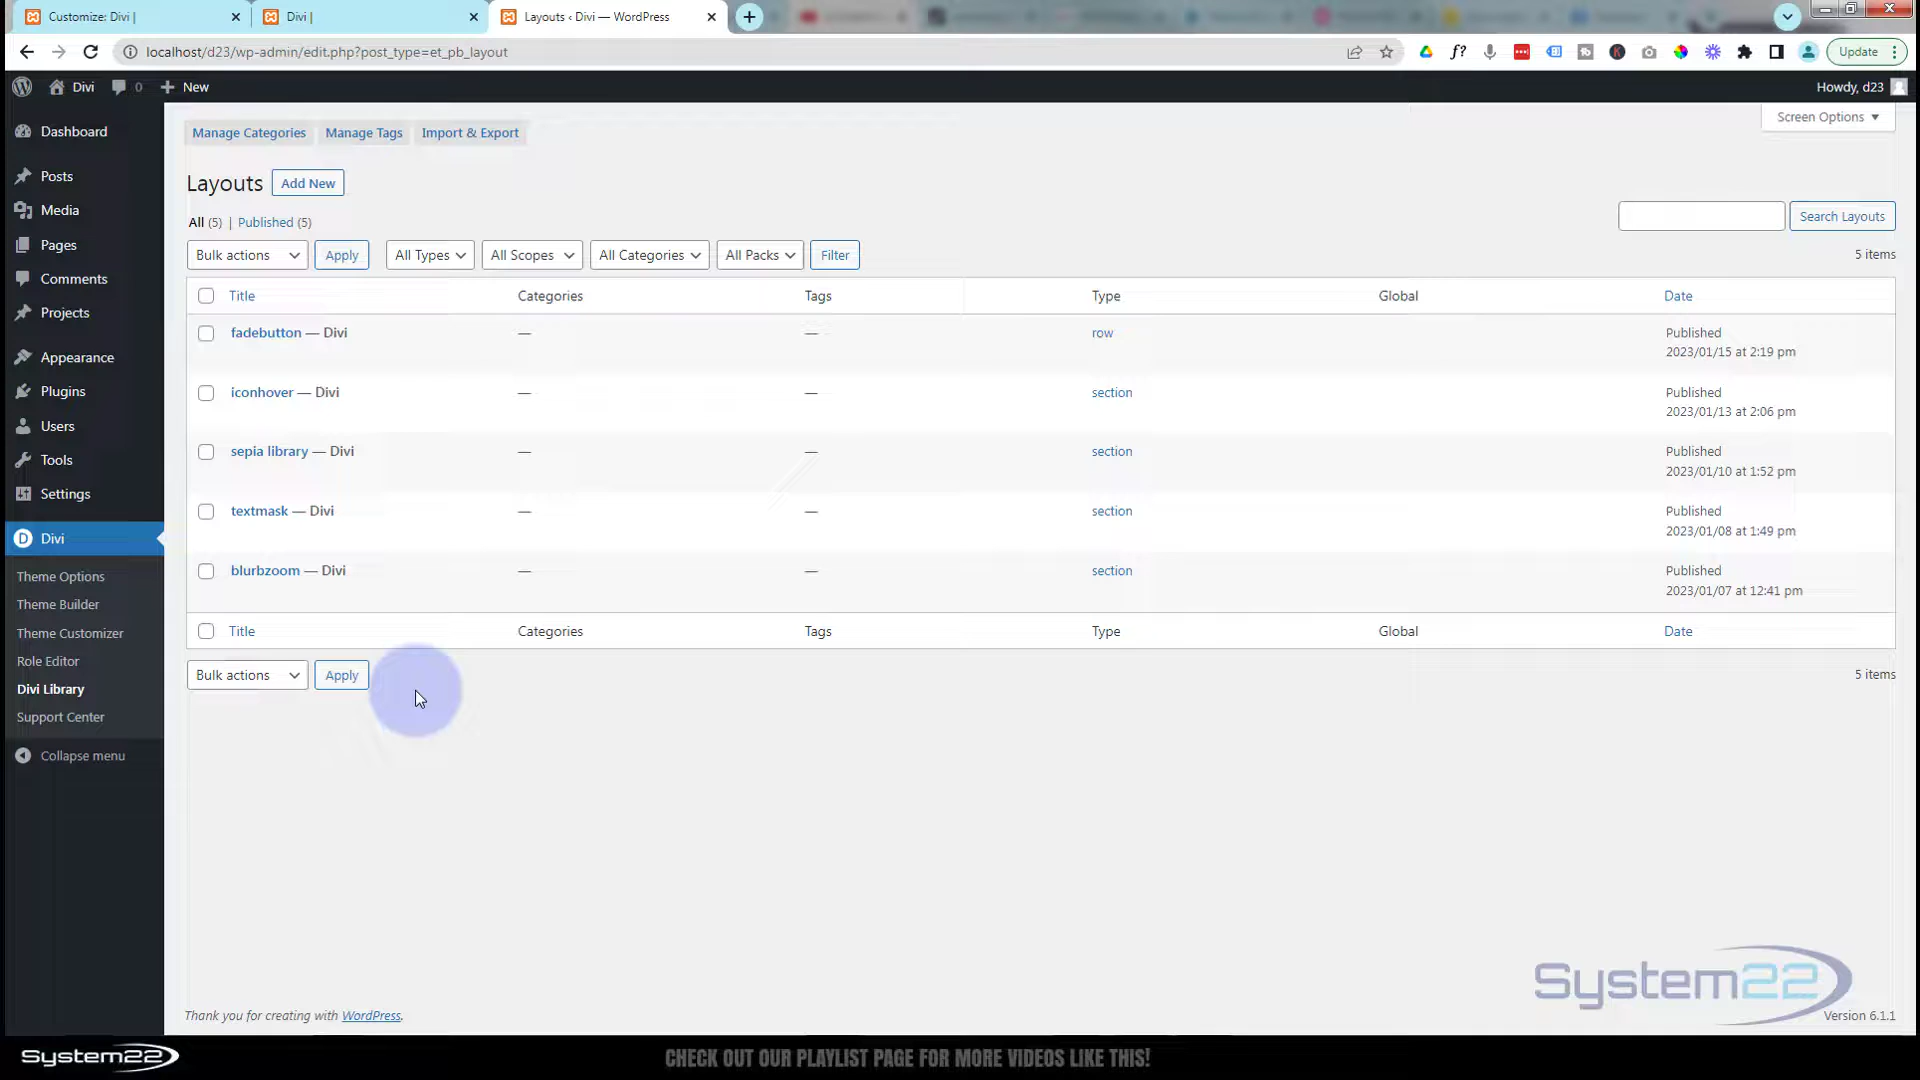 Customize: Divi |
Divi |
Layouts ‹ Divi — WordPress
localhost/d23/wp-admin/edit.php?post_type=et_pb_layout
Update
Divi
0
New
Howdy, d23
Dashboard
Posts
Media
Pages
Comments
Projects
Appearance
Plugins
Users
Tools
Settings
Divi
Theme Options
Theme Builder
Theme Customizer
Role Editor
Divi Library
Support Center
Collapse menu
Manage Categories
Manage Tags
Import & Export
Screen Options
Layouts
Add New
All (5) | Published (5)
Search Layouts
Bulk actions
Apply
All Types
All Scopes
All Categories
All Packs
Filter
5 items
Title Categories Tags Type Global Date
fadebutton — Divi — — row Published
2023/01/15 at 2:19 pm
iconhover — Divi — — section Published
2023/01/13 at 2:06 pm
sepia library — Divi — — section Published
2023/01/10 at 1:52 pm
textmask — Divi — — section Published
2023/01/08 at 1:49 pm
blurbzoom — Divi — — section Published
2023/01/07 at 12:41 pm
Title Categories Tags Type Global Date
Bulk actions
Apply
5 items
System22
Thank you for creating with WordPress.
Version 6.1.1
System22
CHECK OUT OUR PLAYLIST PAGE FOR MORE VIDEOS LIKE THIS!